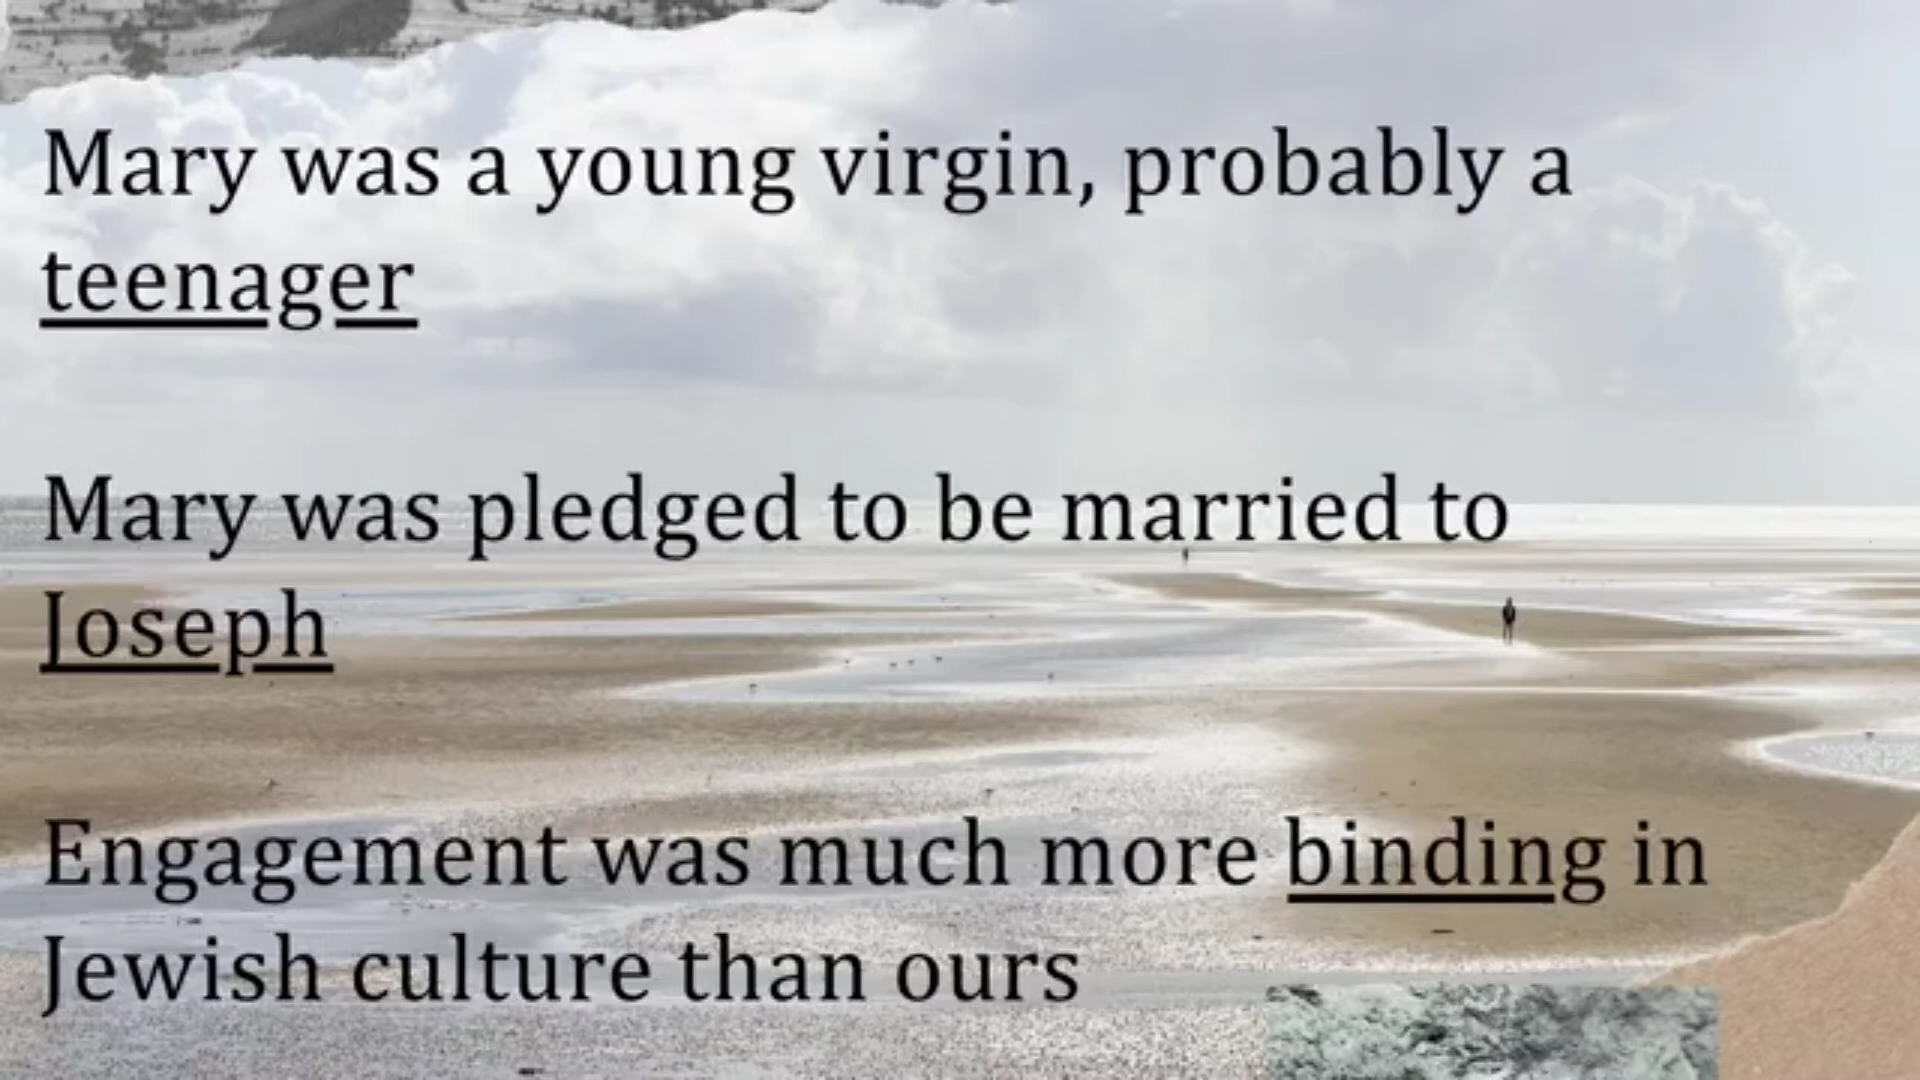 Mary was a young virgin, probably a
teenager
Mary was pledged to be married to
Joseph
Engagement was much more binding in
Jewish culture than ours